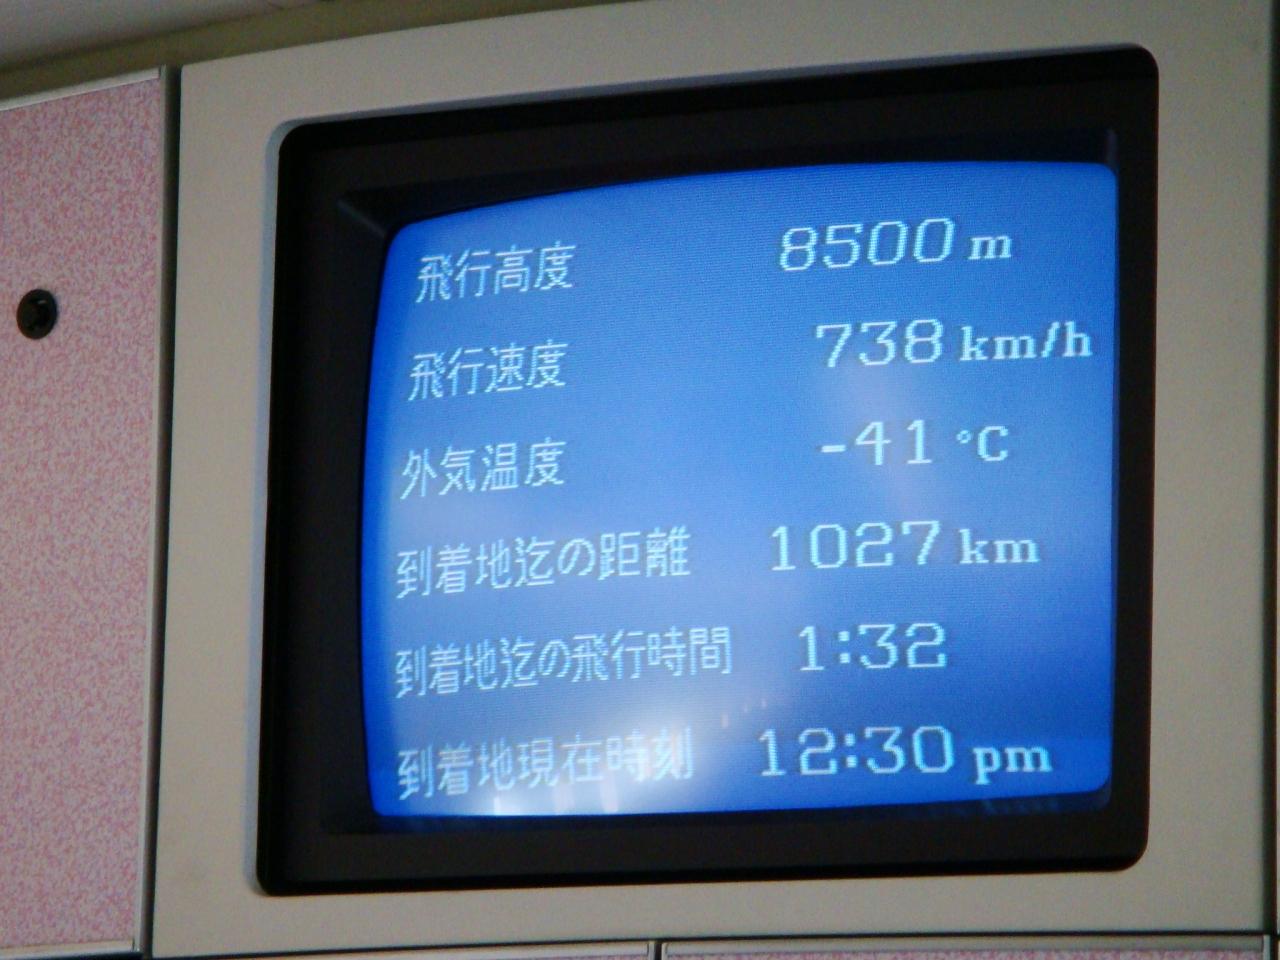 飛行高度 8500 m
飛行速度 738 km/h
外気温度 -41 °C
到着地迄の距離 1027 km
到着地迄の飛行時間 1:32
到着地現在時刻 12:30 pm